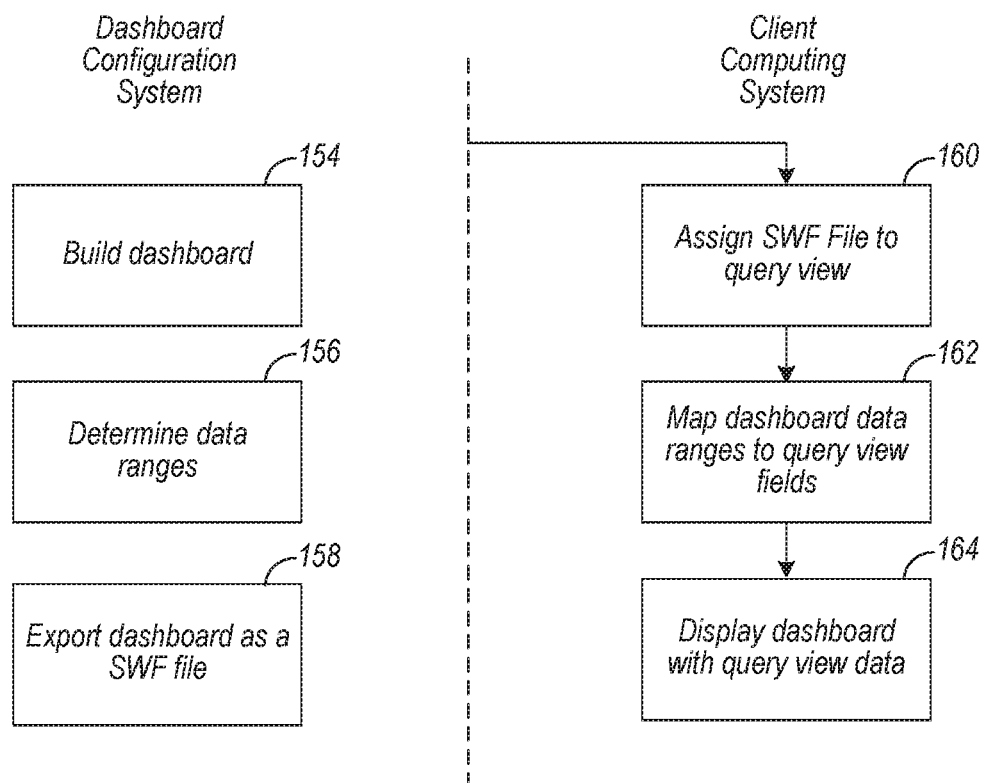 Dashboard
Configuration
System
154
Build dashboard
156
Determine data
ranges
158
Export dashboard as a
SWF file
Client
Computing
System
160
Assign SWF File to
query view
162
Map dashboard data
ranges to query view
fields
164
Display dashboard
with query view data